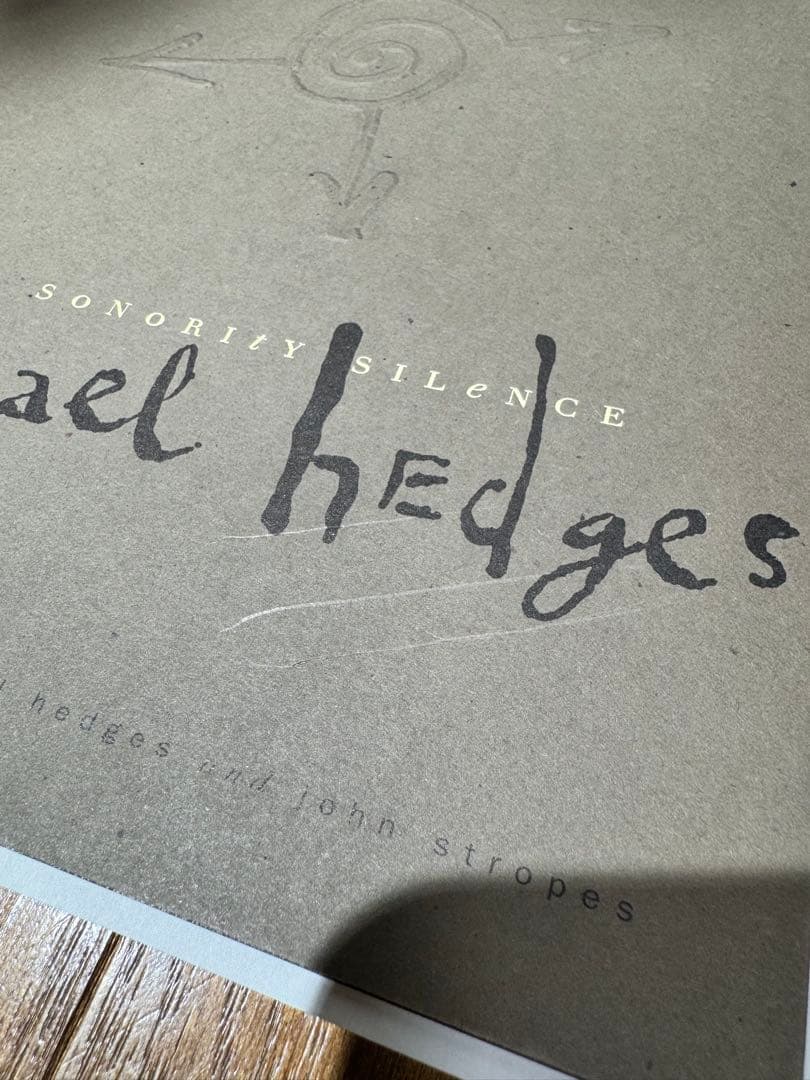 SONORItY SILeNCE
ael hEdges
hedges and john stropes